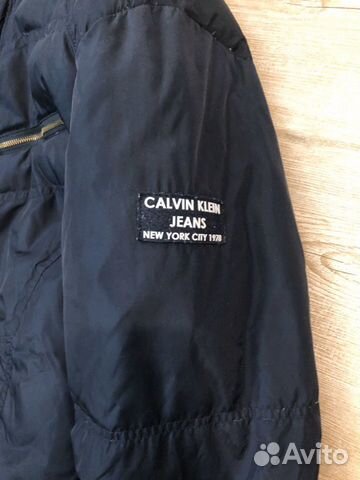 CALVIN KLEIN
JEANS
NEW YORK CITY 1978
Avito